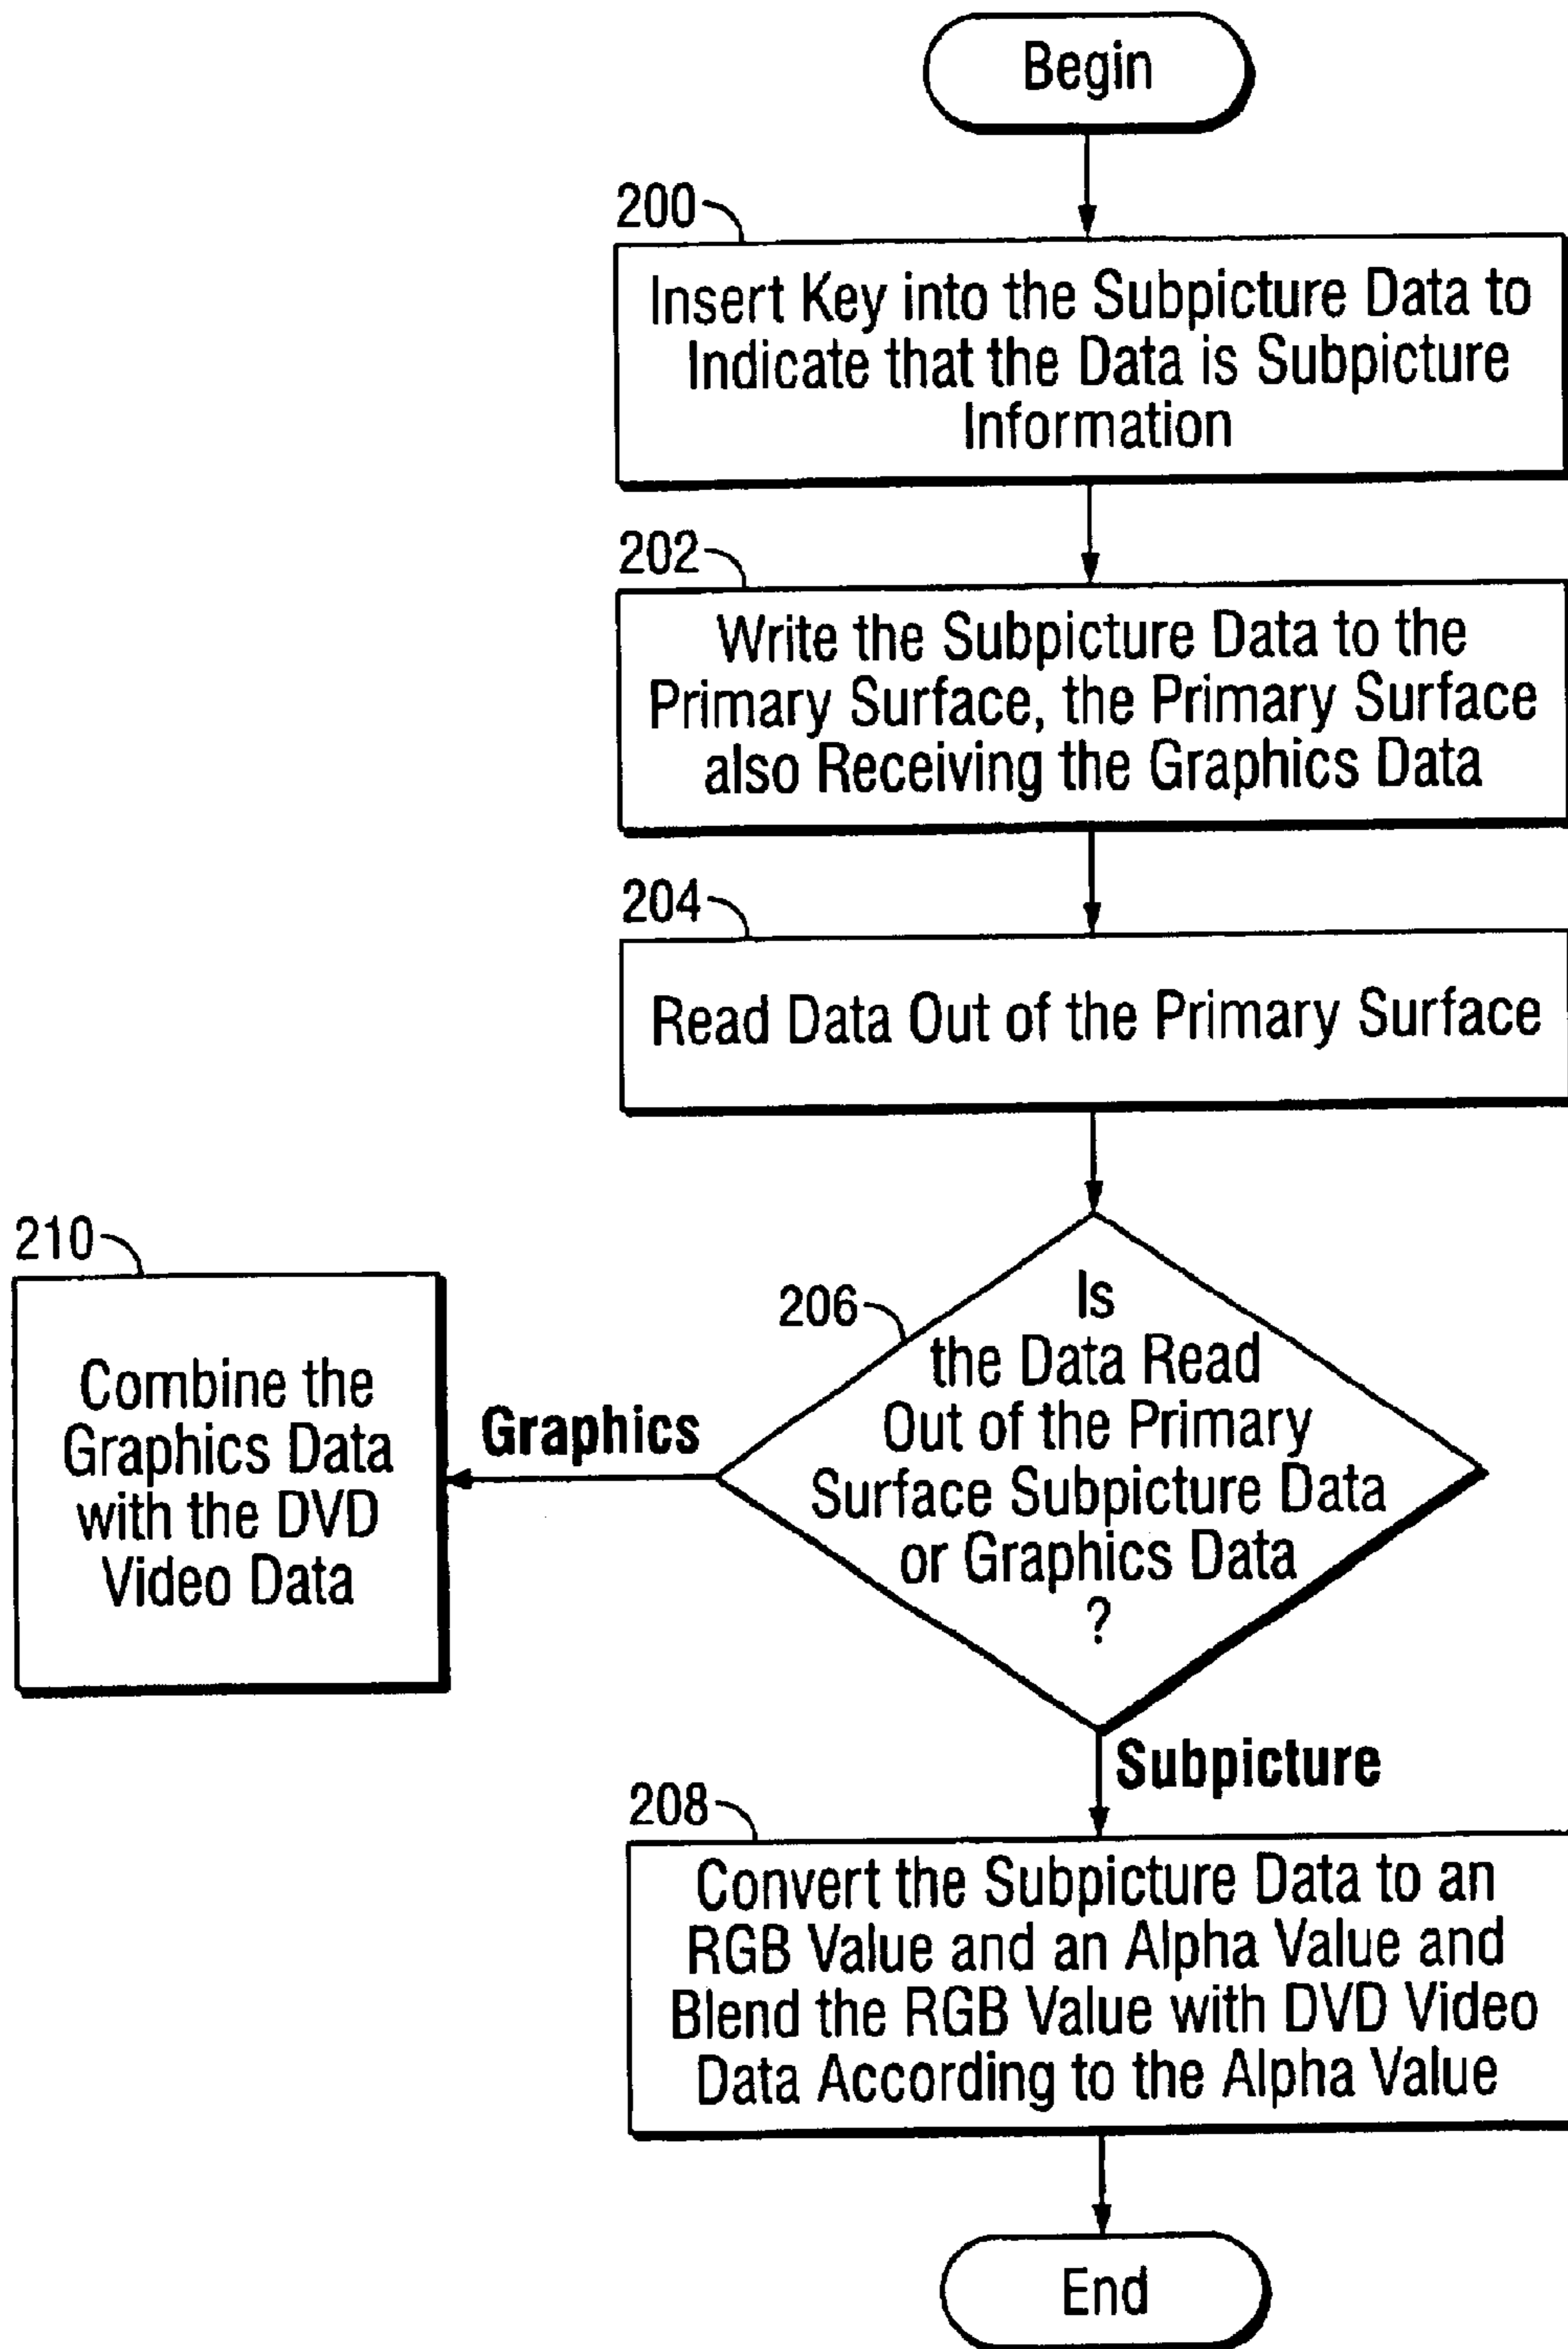 Begin
200
Insert Key into the Subpicture Data to
Indicate that the Data is Subpicture
Information
202
Write the Subpicture Data to the
Primary Surface, the Primary Surface
also Receiving the Graphics Data
204
Read Data Out of the Primary Surface
206
Is
the Data Read
Out of the Primary
Surface Subpicture Data
or Graphics Data
?
Graphics
210
Combine the
Graphics Data
with the DVD
Video Data
Subpicture
208
Convert the Subpicture Data to an
RGB Value and an Alpha Value and
Blend the RGB Value with DVD Video
Data According to the Alpha Value
End